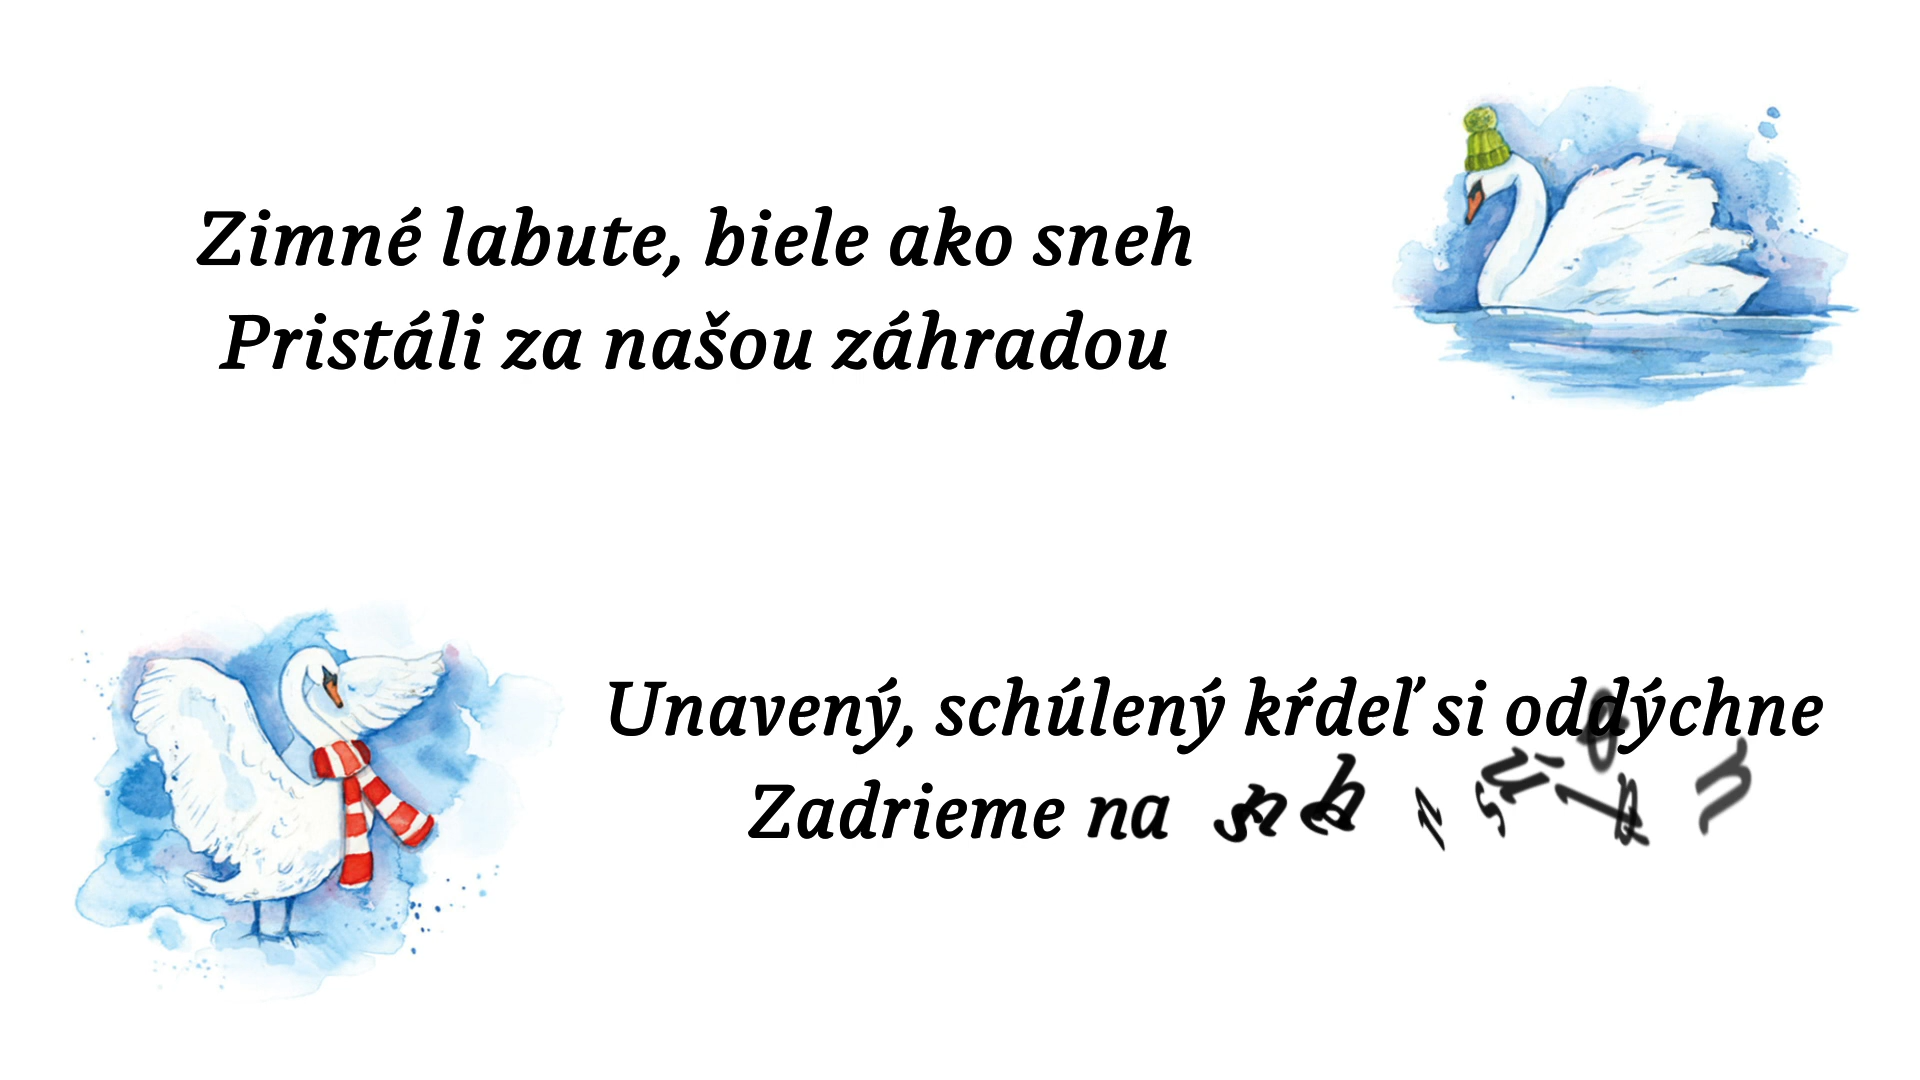 Zimné labute, biele ako sneh
Pristáli za našou záhradou
Unavený, schúlený kŕdeľ si oddýchne
Zadrieme na